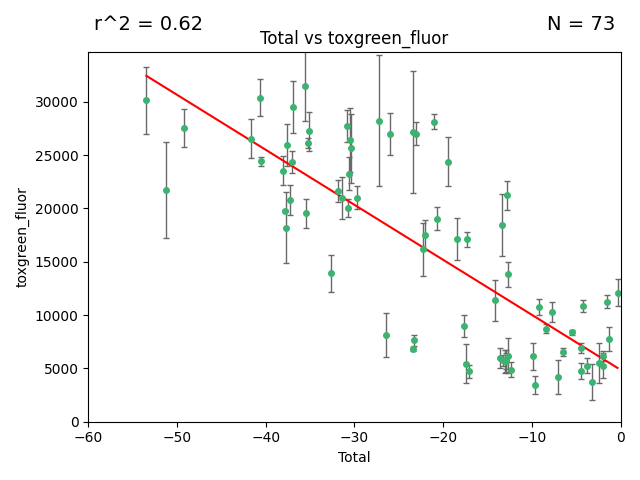 r^2 = 0.62
N = 73
Total vs toxgreen_fluor
toxgreen_fluor
30000
25000
20000
15000
10000
5000
0
−60
−50
−40
−30
−20
−10
0
Total